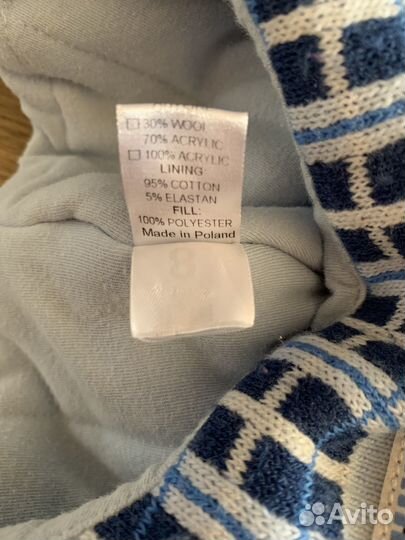 ☐ 30% WOOL
70% ACRYLIC
☐ 100% ACRYLIC
LINING
95% COTTON
5% ELASTAN
FILL:
100% POLYESTER
Made in Poland
Avito